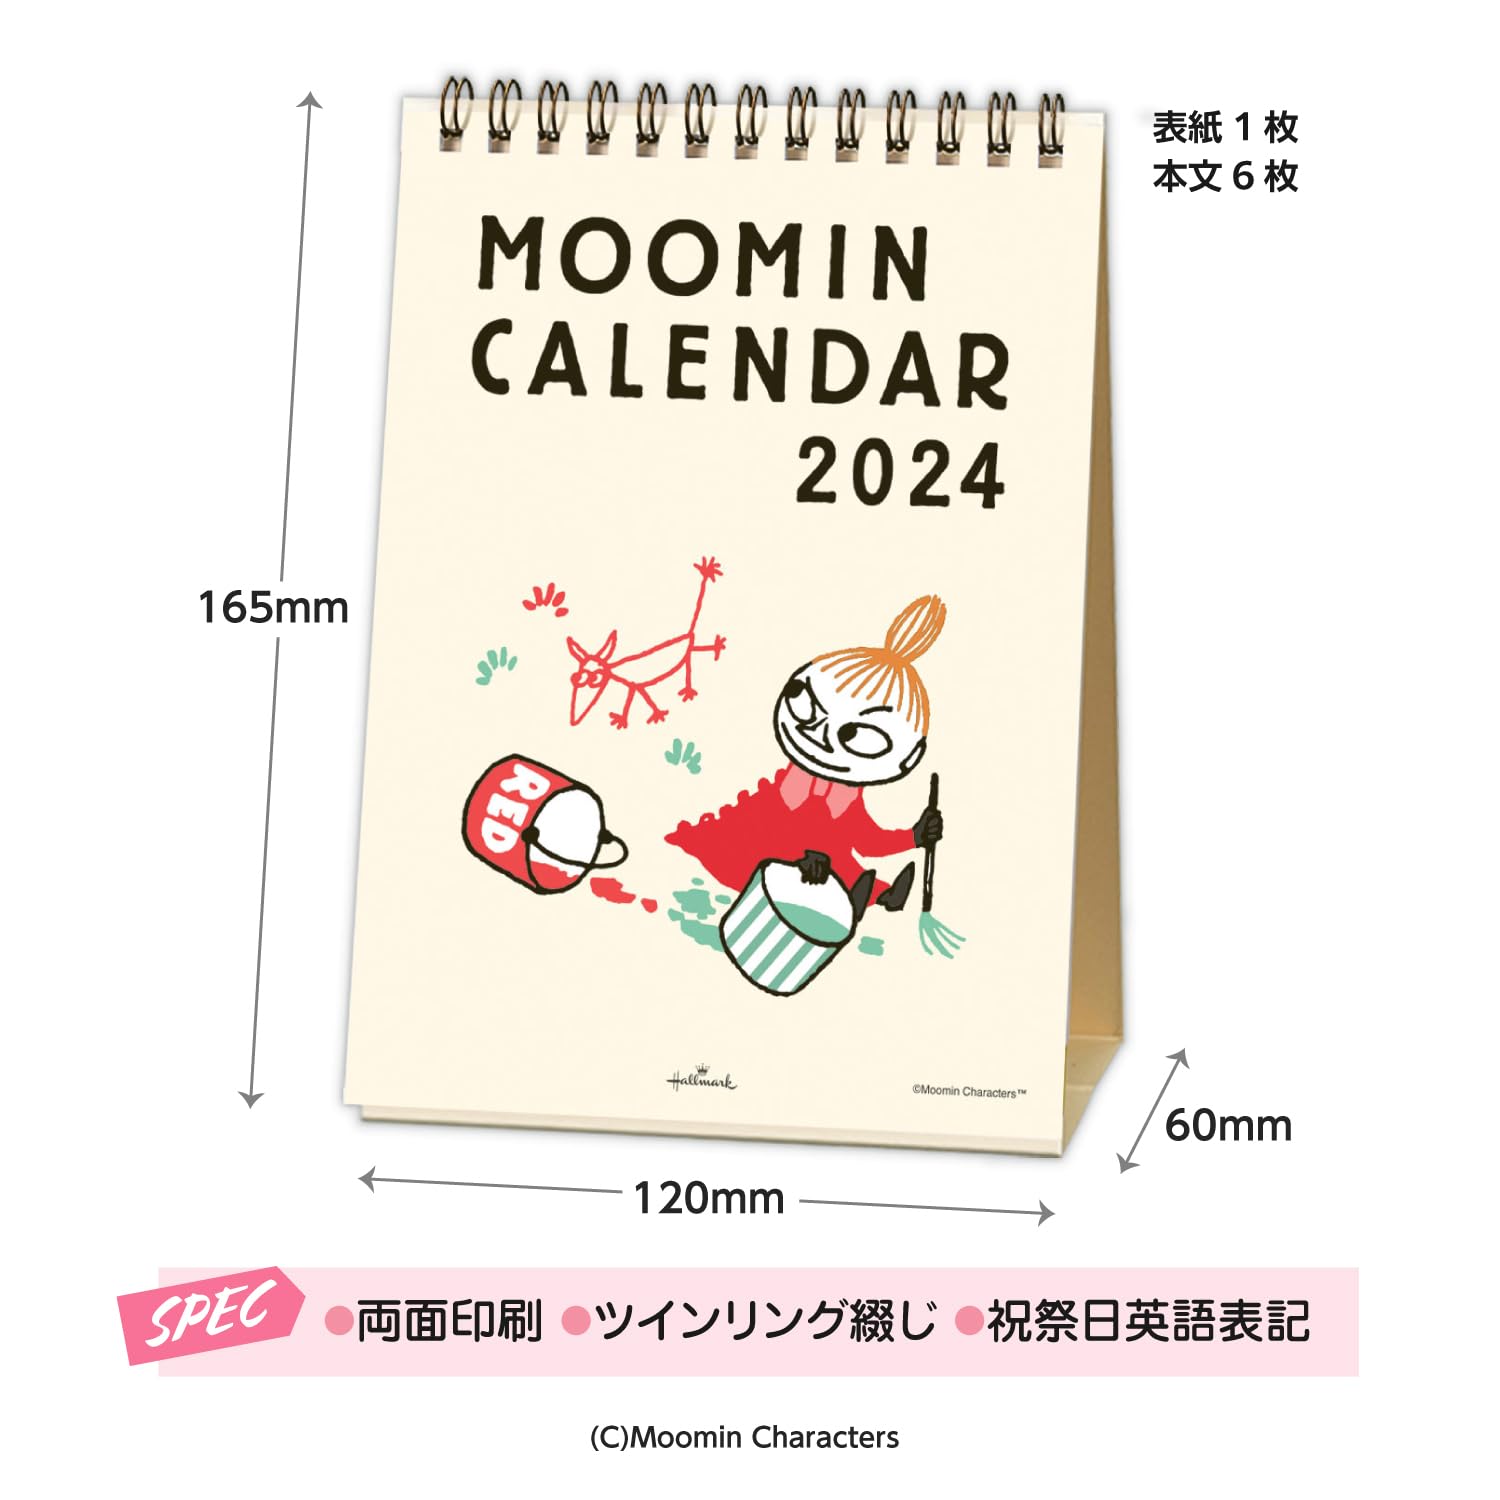 表紙 1 枚
本文 6 枚
MOOMIN
CALENDAR
2024
165mm
RED
Hallmark
©Moomin Characters™
60mm
120mm
SPEC ●両面印刷 ●ツインリング綴じ ●祝祭日英語表記
(C)Moomin Characters